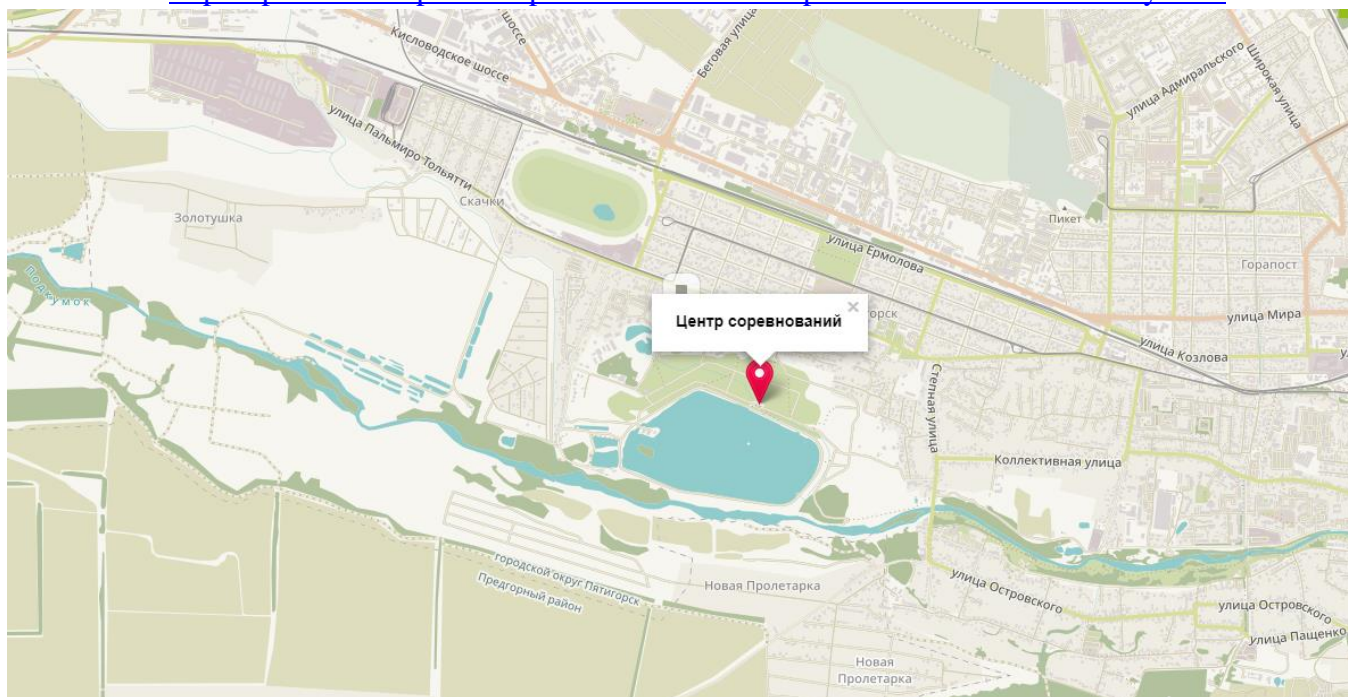 Кисловодское шоссе
шоссе
Беговая улица
улица Адмиральского
Широкая улица
улица Пальмиро Тольятти
Скачки
Золотушка
Пикет
улица Ермолова
Горапост
Подкумок
×
Центр соревнований
орск
улица Мира
улица Козлова
у
Степная улица
Коллективная улица
городской округ Пятигорск
Предгорный район
Новая Пролетарка
улица Островского
улица Островского
улица Пащенко
Новая
Пролетарка